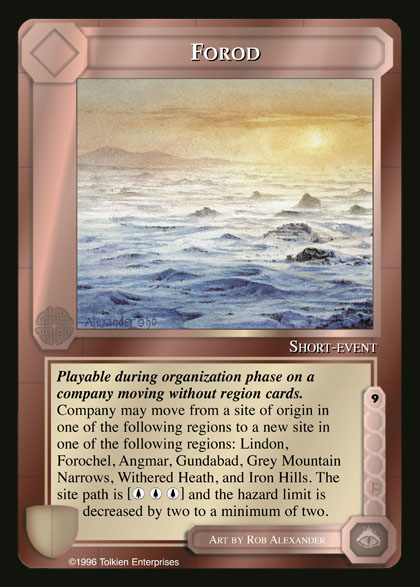 FOROD
Alexander ©96
SHORT-EVENT
Playable during organization phase on a
company moving without region cards.
Company may move from a site of origin in
one of the following regions to a new site in
one of the following regions: Lindon,
Forochel, Angmar, Gundabad, Grey Mountain
Narrows, Withered Heath, and Iron Hills. The
site path is [ ] and the hazard limit is
decreased by two to a minimum of two.
9
ART BY ROB ALEXANDER
©1996 Tolkien Enterprises